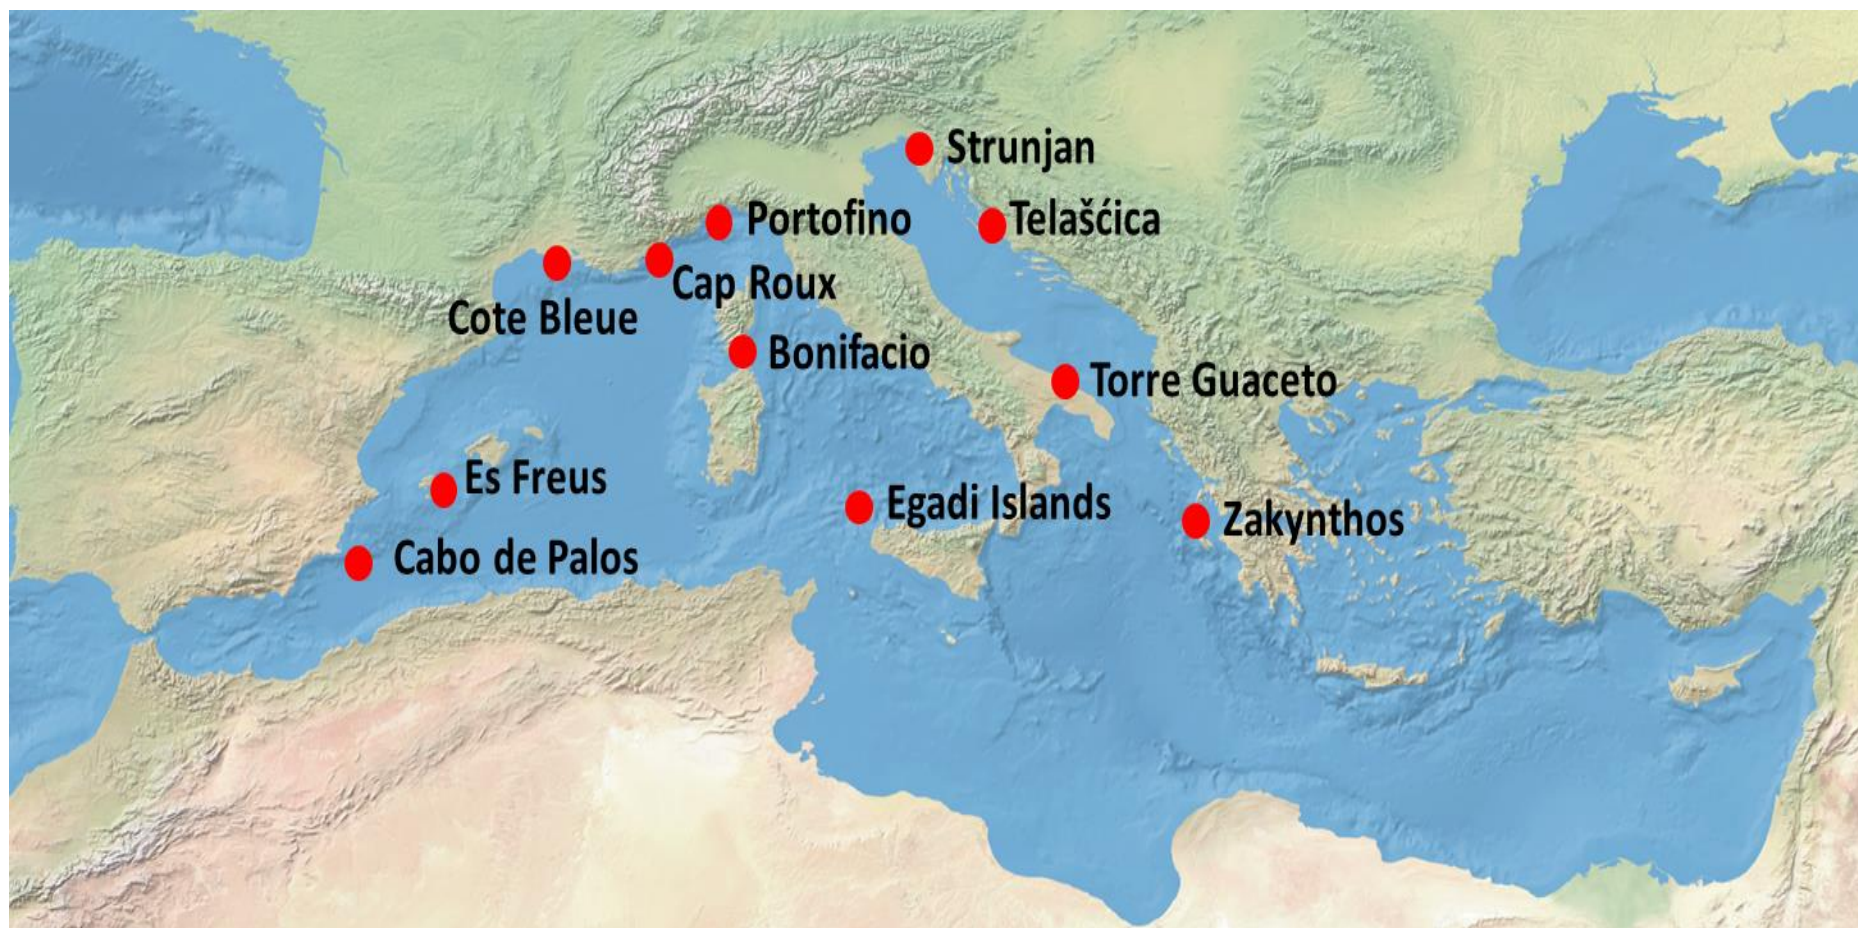 Strunjan
Portofino
Telašćica
Cap Roux
Cote Bleue
Bonifacio
Torre Guaceto
Es Freus
Egadi Islands
Zakynthos
Cabo de Palos